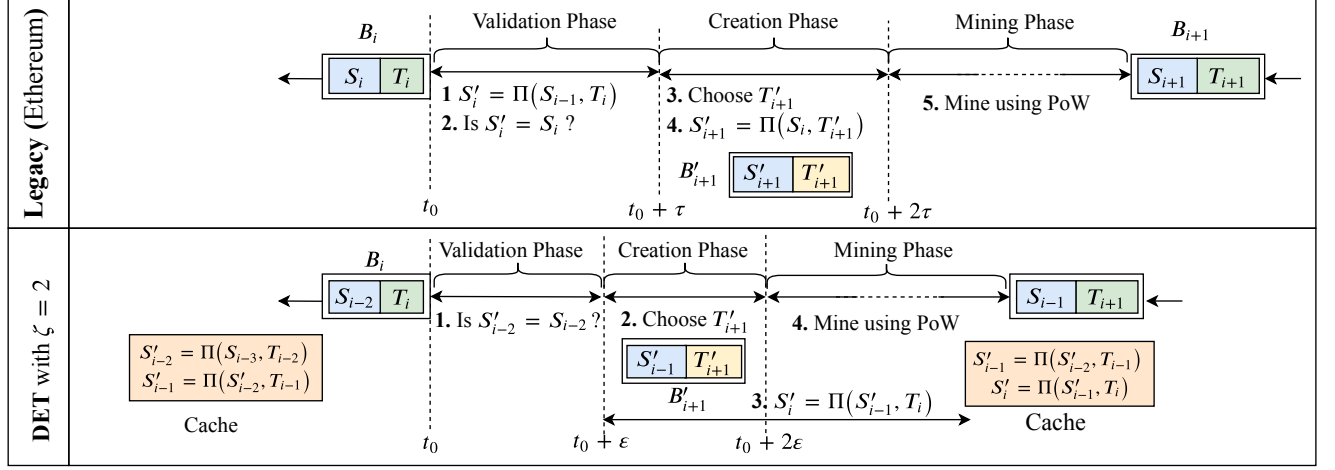 Legacy (Ethereum)
Validation Phase
Creation Phase
Mining Phase
B_i
B_{i+1}
S_i T_i
S_{i+1} T_{i+1}
1 S'_i = Π(S_{i-1}, T_i)
2. Is S'_i = S_i ?
3. Choose T'_{i+1}
4. S'_{i+1} = Π(S_i, T'_{i+1})
5. Mine using PoW
B'_{i+1} S'_{i+1} T'_{i+1}
t_0
t_0 + τ
t_0 + 2τ
DET with ζ = 2
Validation Phase
Creation Phase
Mining Phase
B_i
S_{i-2} T_i
S_{i-1} T_{i+1}
1. Is S'_{i-2} = S_{i-2} ?
2. Choose T'_{i+1}
4. Mine using PoW
S'_{i-2} = Π(S_{i-3}, T_{i-2})
S'_{i-1} = Π(S'_{i-2}, T_{i-1})
Cache
S'_{i-1} T'_{i+1}
B'_{i+1}
3. S'_i = Π(S'_{i-1}, T_i)
S'_{i-1} = Π(S'_{i-2}, T_{i-1})
S'_i = Π(S'_{i-1}, T_i)
Cache
t_0
t_0 + ε
t_0 + 2ε